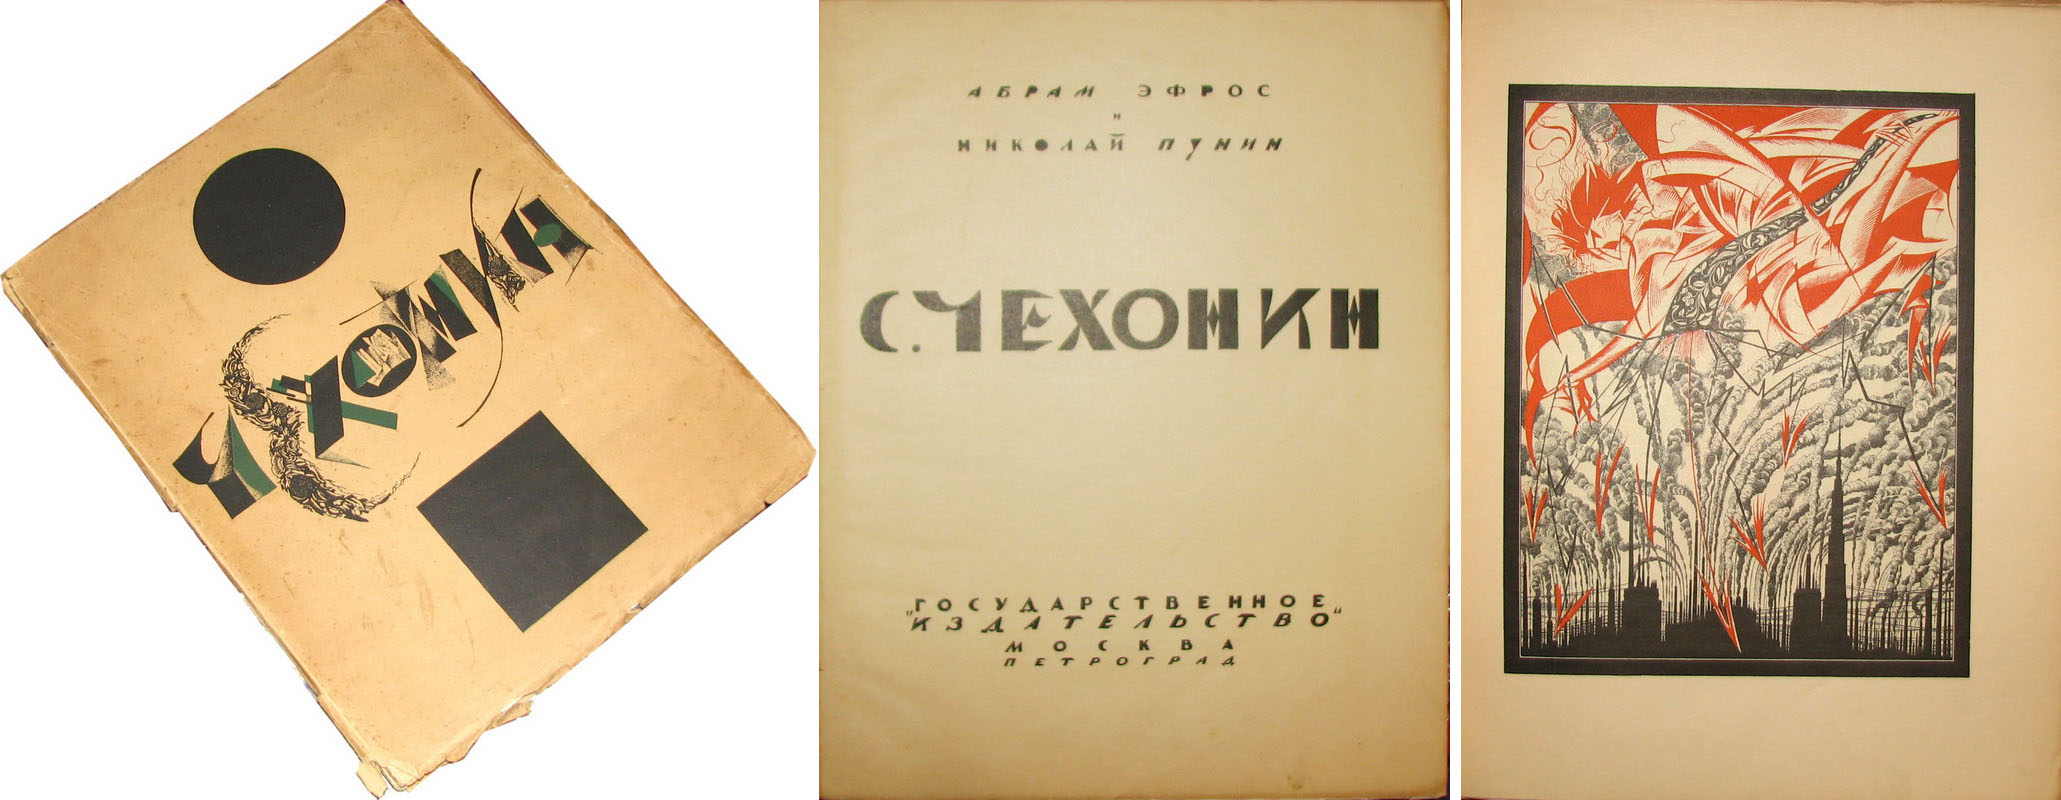 ЧЕХОНИН
АБРАМ ЭФРОС
И
НИКОЛАЙ ПУНИН
С. ЧЕХОНИН
„ГОСУДАРСТВЕННОЕ
ИЗДАТЕЛЬСТВО“
МОСКВА
ПЕТРОГРАД